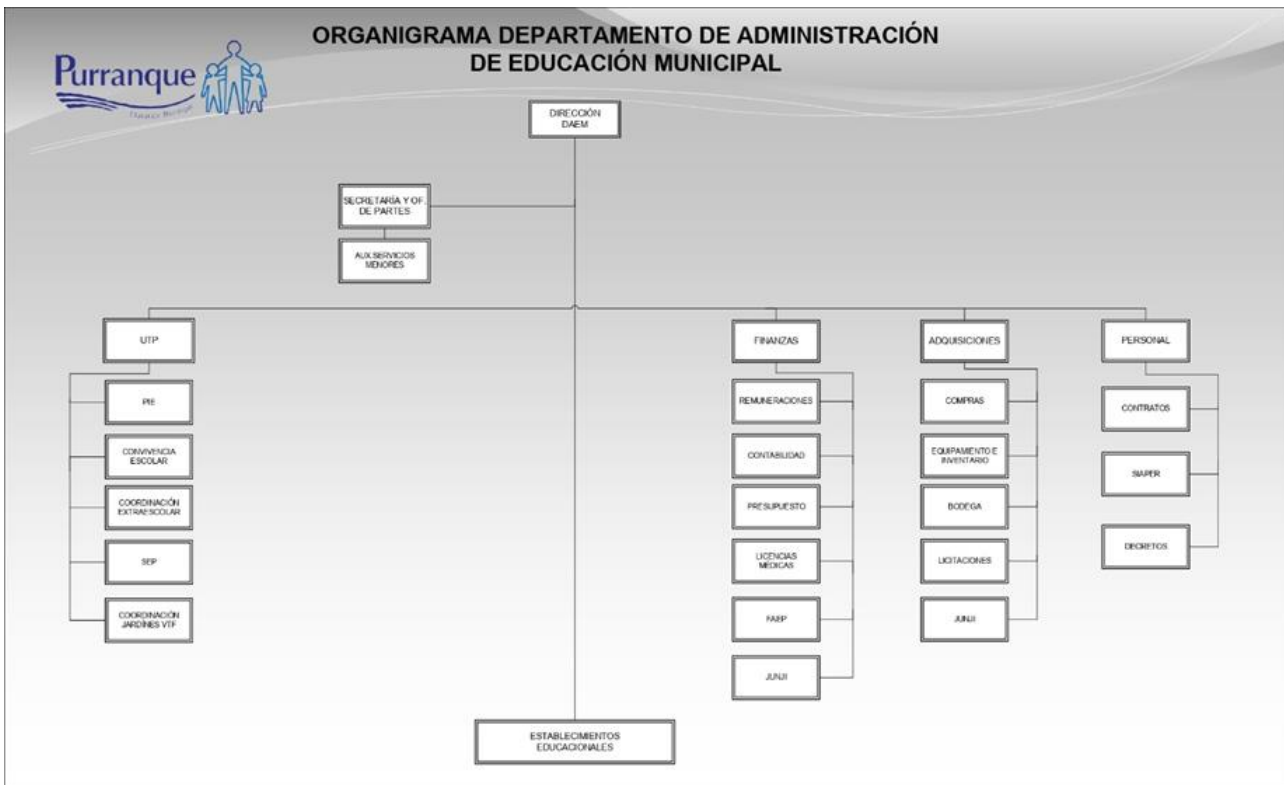 ORGANIGRAMA DEPARTAMENTO DE ADMINISTRACIÓN
DE EDUCACIÓN MUNICIPAL
Purranque
DIRECCIÓN
DAEM
SECRETARÍA Y OF.
DE PARTES
AUX.SERVICIOS
MENORES
UTP
PIE
CONVIVENCIA
ESCOLAR
COORDINACIÓN
EXTRAESCOLAR
SEP
COORDINACIÓN
JARDÍNES VTF
FINANZAS
REMUNERACIONES
CONTABILIDAD
PRESUPUESTO
LICENCIAS
MÉDICAS
FAEP
JUNJI
ADQUISICIONES
COMPRAS
EQUIPAMIENTO E
INVENTARIO
BODEGA
LICITACIONES
JUNJI
PERSONAL
CONTRATOS
SIAPER
DECRETOS
ESTABLECIMIENTOS
EDUCACIONALES